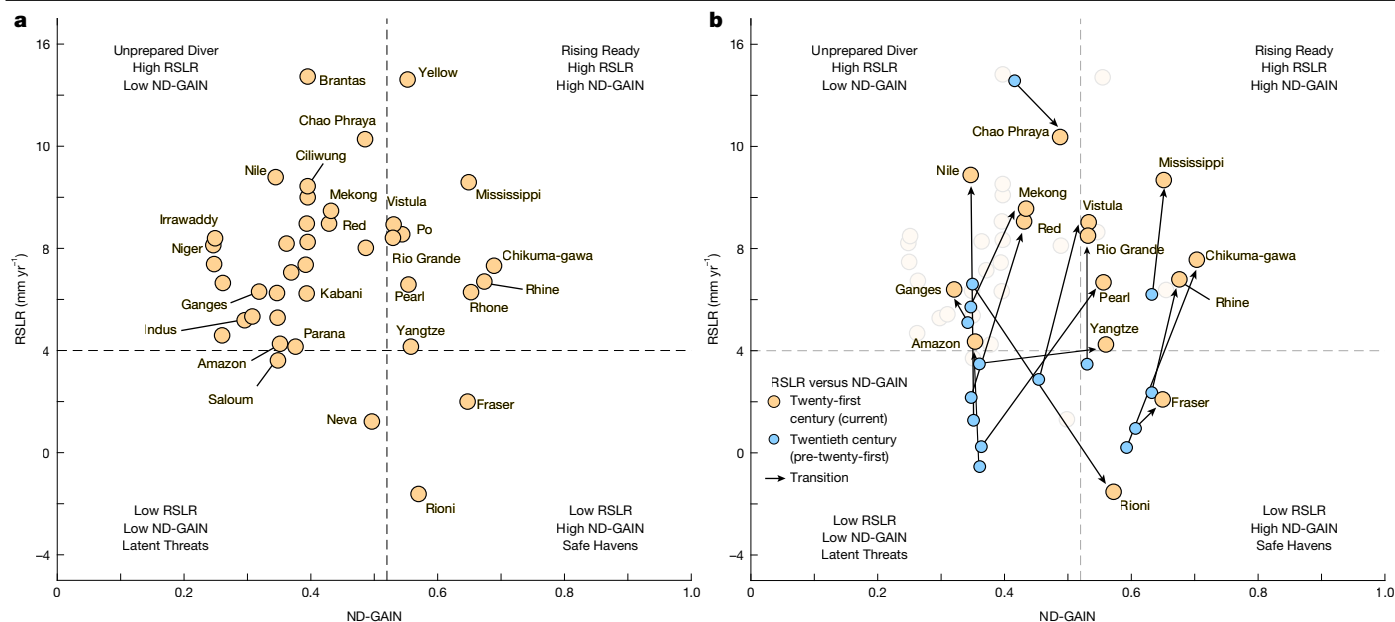 a
Unprepared Diver
High RSLR
Low ND-GAIN
Rising Ready
High RSLR
High ND-GAIN
Low RSLR
Low ND-GAIN
Latent Threats
Low RSLR
High ND-GAIN
Safe Havens
Brantas
Yellow
Chao Phraya
Ciliwung
Nile
Mekong
Mississippi
Irrawaddy
Vistula
Red
Po
Niger
Rio Grande
Chikuma-gawa
Ganges
Kabani
Pearl
Rhine
Rhone
Indus
Parana
Yangtze
Amazon
Saloum
Neva
Fraser
Rioni
16
12
8
4
0
–4
RSLR (mm yr–1)
0
0.2
0.4
0.6
0.8
1.0
ND-GAIN
b
Unprepared Diver
High RSLR
Low ND-GAIN
Rising Ready
High RSLR
High ND-GAIN
Low RSLR
Low ND-GAIN
Latent Threats
Low RSLR
High ND-GAIN
Safe Havens
Chao Phraya
Nile
Mekong
Mississippi
Vistula
Red
Rio Grande
Chikuma-gawa
Ganges
Pearl
Rhine
Yangtze
Amazon
Fraser
Rioni
RSLR versus ND-GAIN
Twenty-first
century (current)
Twentieth century
(pre-twenty-first)
Transition
16
10
8
4
0
–4
RSLR (mm yr–1)
0
0.2
0.4
0.6
0.8
1.0
ND-GAIN